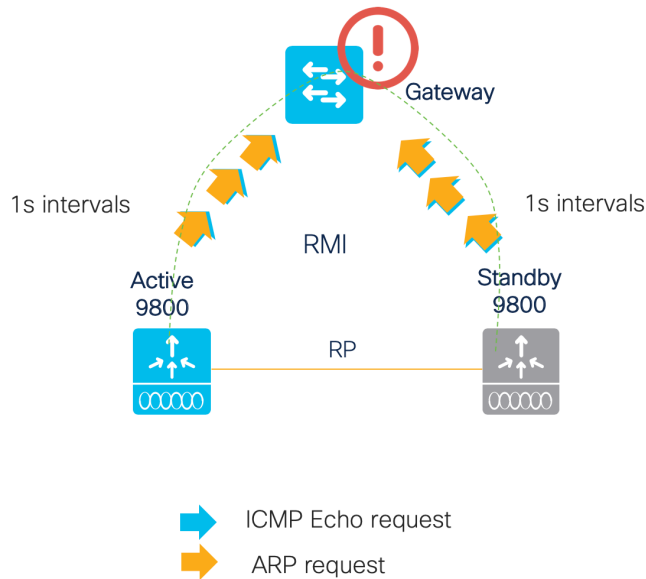 Gateway
1s intervals
1s intervals
RMI
Active
9800
Standby
9800
RP
ICMP Echo request
ARP request